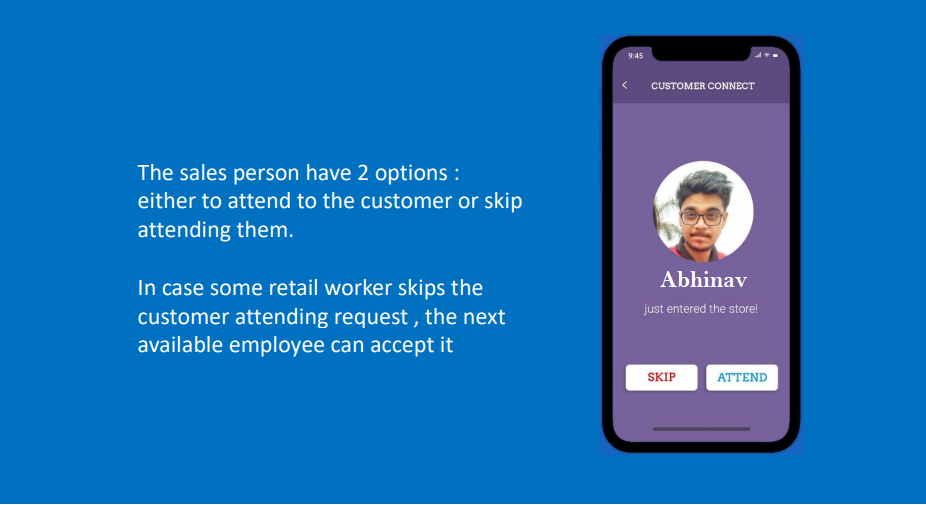 The sales person have 2 options :
either to attend to the customer or skip
attending them.
In case some retail worker skips the
customer attending request , the next
available employee can accept it
9:45
CUSTOMER CONNECT
Abhinav
just entered the store!
SKIP ATTEND